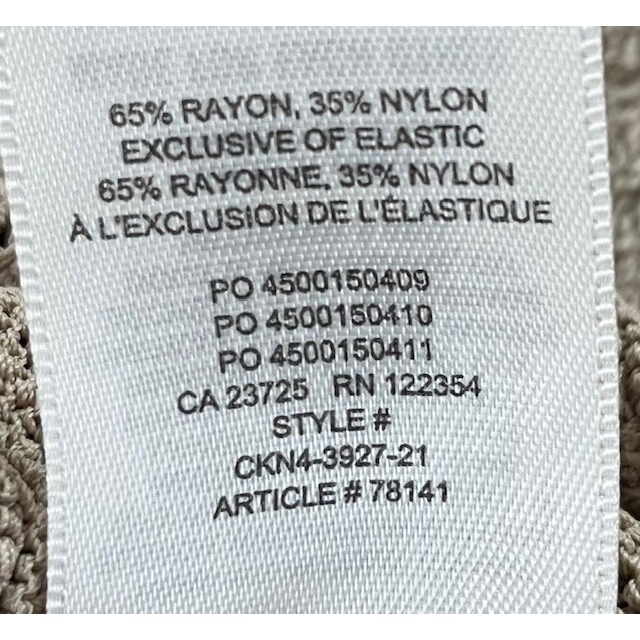 65% RAYON, 35% NYLON
EXCLUSIVE OF ELASTIC
65% RAYONNE, 35% NYLON
À L'EXCLUSION DE L'ÉLASTIQUE
PO 4500150409
PO 4500150410
PO 4500150411
CA 23725 RN 122354
STYLE #
CKN4-3927-21
ARTICLE # 78141